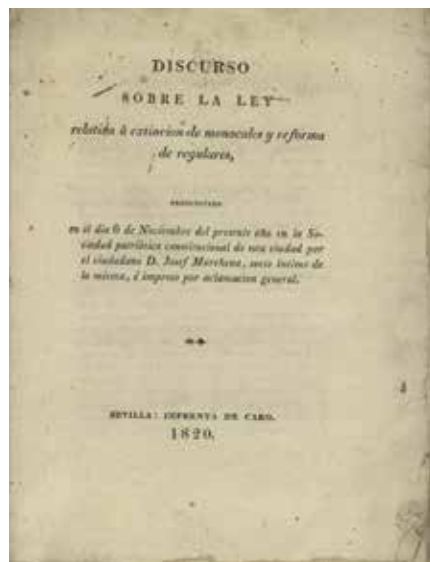 DISCURSO
SOBRE LA LEY
relativa á extincion de monacales y reforma
de regulares,
PRONUNCIADO
en el dia 6 de Noviembre del presente año en la So-
ciedad patriótica constitucional de esta ciudad por
el ciudadano D. Josef Marchena, socio íntimo de
la misma, é impreso por aclamacion general.
SEVILLA: IMPRENTA DE CARO.
1820.